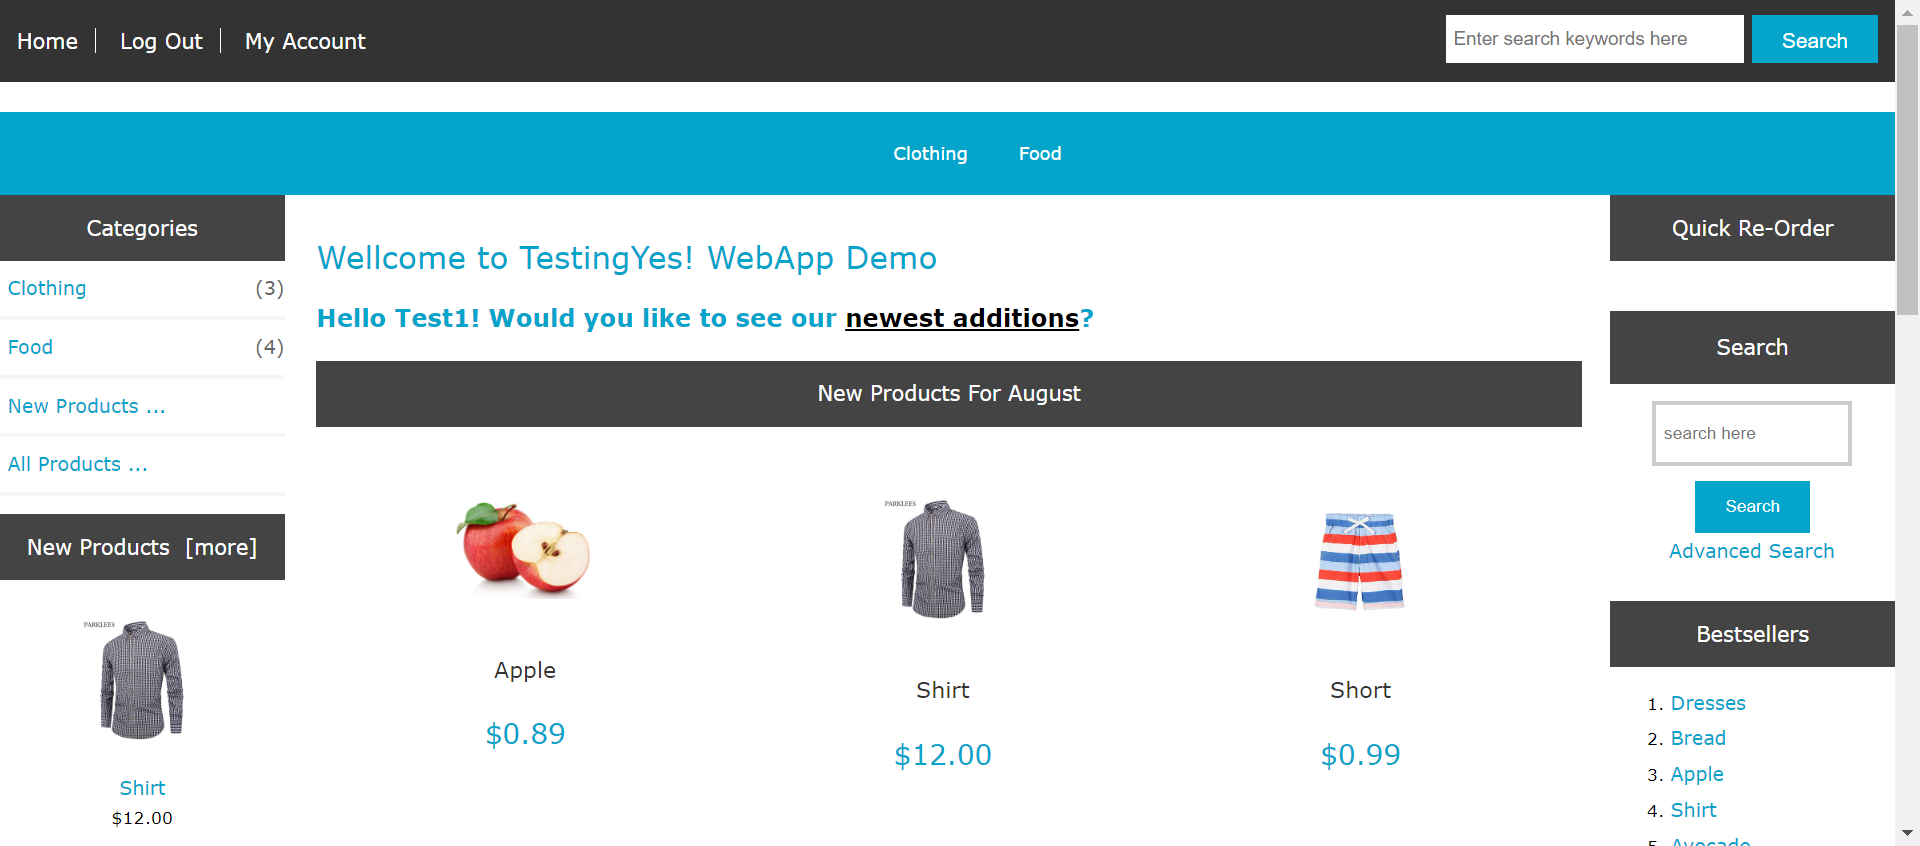 Home
Log Out
My Account
Enter search keywords here
Search
Clothing
Food
Categories
Clothing (3)
Food (4)
New Products ...
All Products ...
New Products [more]
PARKLEES
Shirt
$12.00
Wellcome to TestingYes! WebApp Demo
Hello Test1! Would you like to see our newest additions?
New Products For August
Apple
$0.89
PARKLEES
Shirt
$12.00
Short
$0.99
Quick Re-Order
Search
search here
Search
Advanced Search
Bestsellers
1. Dresses
2. Bread
3. Apple
4. Shirt
5. Avocado